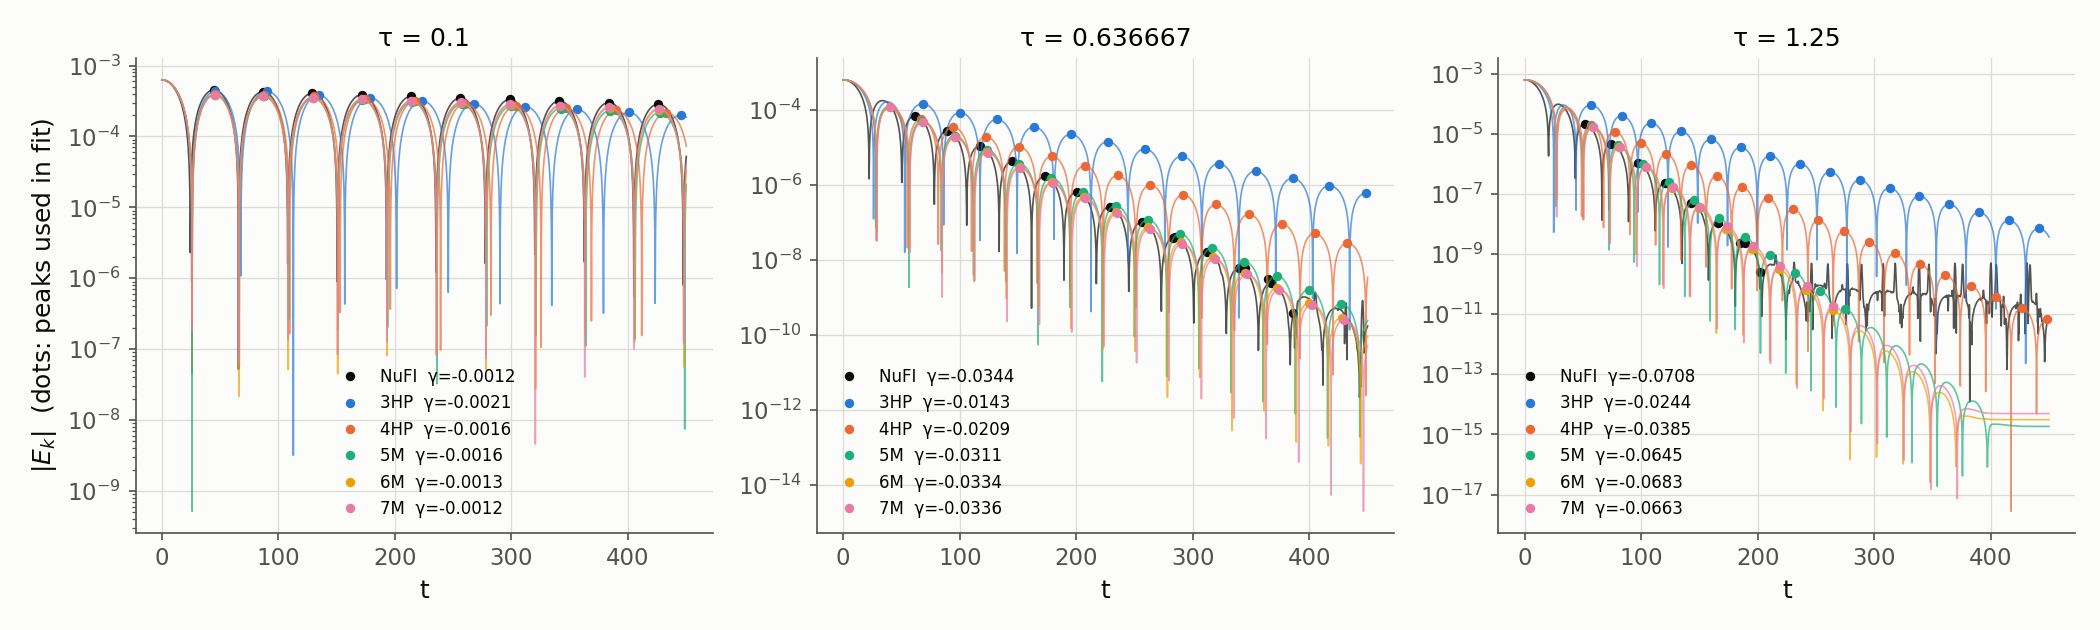 τ = 0.1
τ = 0.636667
τ = 1.25
|E_k| (dots: peaks used in fit)
10⁻³
10⁻⁴
10⁻⁵
10⁻⁶
10⁻⁷
10⁻⁸
10⁻⁹
NuFI γ=-0.0012
3HP γ=-0.0021
4HP γ=-0.0016
5M γ=-0.0016
6M γ=-0.0013
7M γ=-0.0012
0 100 200 300 400
t
10⁻⁴
10⁻⁶
10⁻⁸
10⁻¹⁰
10⁻¹²
10⁻¹⁴
NuFI γ=-0.0344
3HP γ=-0.0143
4HP γ=-0.0209
5M γ=-0.0311
6M γ=-0.0334
7M γ=-0.0336
0 100 200 300 400
t
10⁻³
10⁻⁵
10⁻⁷
10⁻⁹
10⁻¹¹
10⁻¹³
10⁻¹⁵
10⁻¹⁷
NuFI γ=-0.0708
3HP γ=-0.0244
4HP γ=-0.0385
5M γ=-0.0645
6M γ=-0.0683
7M γ=-0.0663
0 100 200 300 400
t